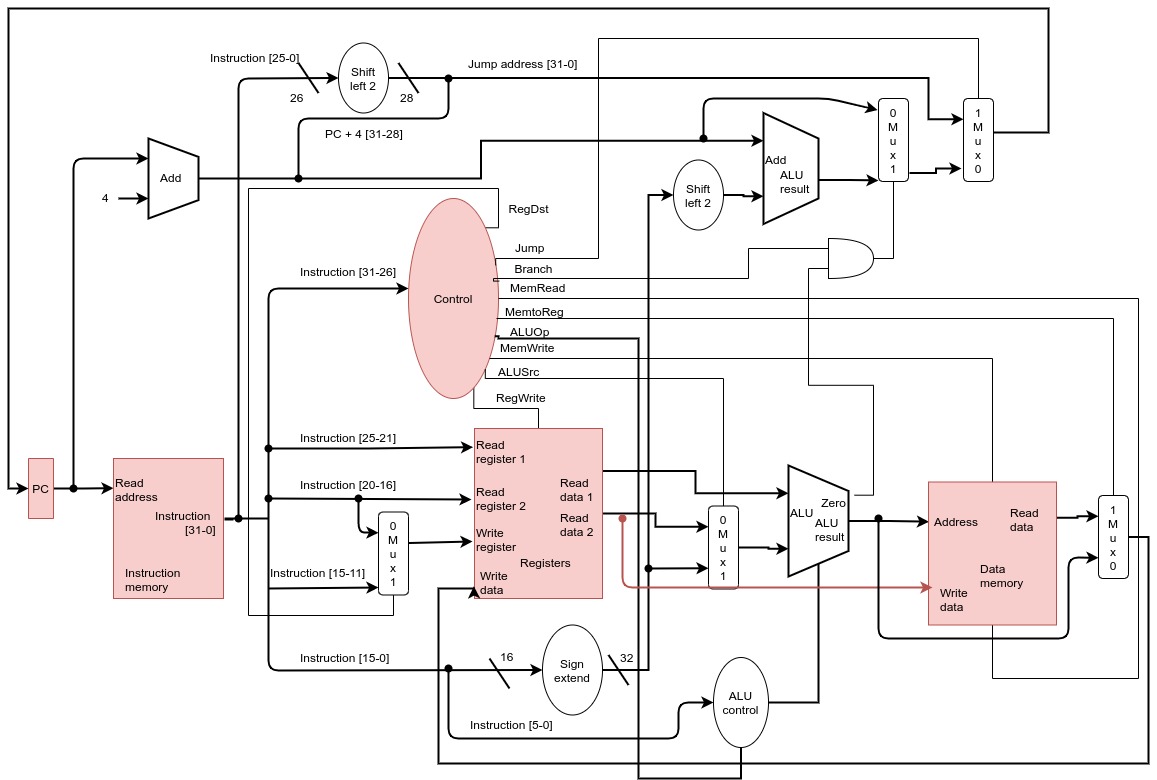 Instruction [25-0]
26
Shift
left 2
28
Jump address [31-0]
PC + 4 [31-28]
Add
4
0
M
u
x
1
1
M
u
x
0
Add
ALU
result
Shift
left 2
RegDst
Jump
Branch
MemRead
MemtoReg
ALUOp
MemWrite
ALUSrc
RegWrite
Control
Instruction [31-26]
PC
Read
address
Instruction
[31-0]
Instruction
memory
Instruction [25-21]
Instruction [20-16]
Instruction [15-11]
0
M
u
x
1
Read
register 1
Read
register 2
Write
register
Write
data
Read
data 1
Read
data 2
Registers
0
M
u
x
1
ALU
Zero
ALU
result
Address
Read
data
Data
memory
Write
data
1
M
u
x
0
Instruction [15-0]
16
Sign
extend
32
Instruction [5-0]
ALU
control